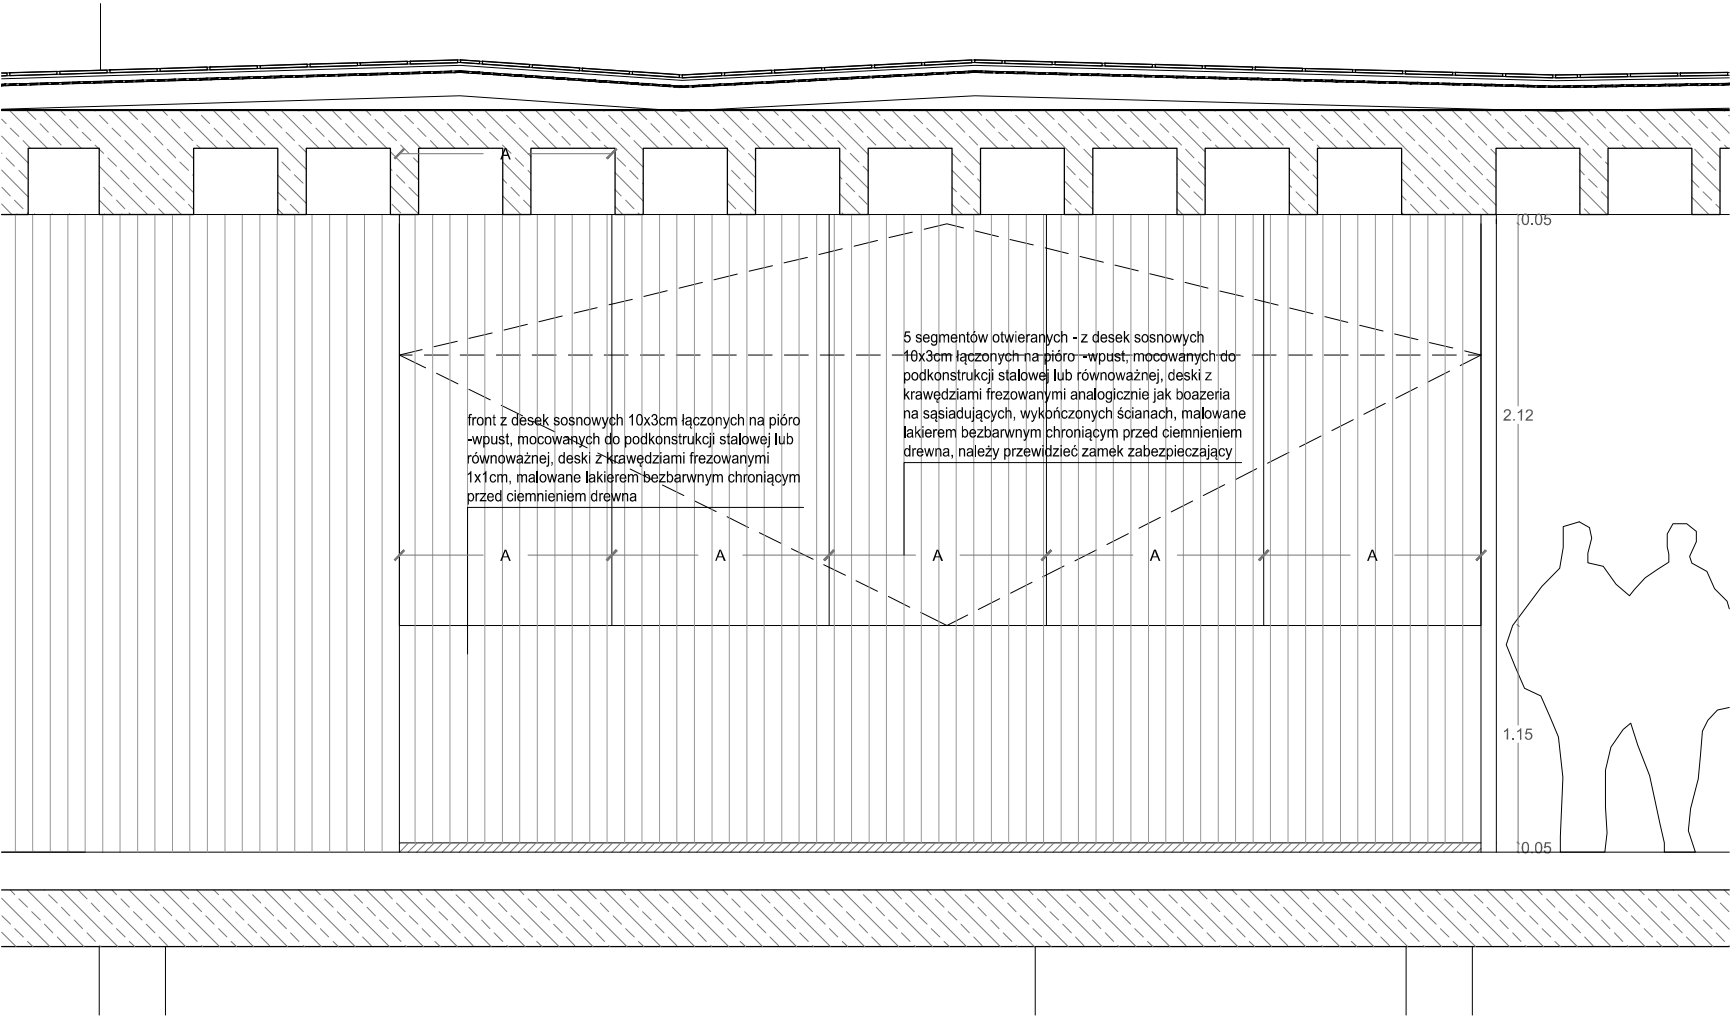 A
0.05
5 segmentów otwieranych - z desek sosnowych
10x3cm łączonych na pióro -wpust, mocowanych do
podkonstrukcji stalowej lub równoważnej, deski z
krawędziami frezowanymi analogicznie jak boazeria
na sąsiadujących, wykończonych ścianach, malowane
lakierem bezbarwnym chroniącym przed ciemnieniem
drewna, należy przewidzieć zamek zabezpieczający
2.12
front z desek sosnowych 10x3cm łączonych na pióro
-wpust, mocowanych do podkonstrukcji stalowej lub
równoważnej, deski z krawędziami frezowanymi
1x1cm, malowane lakierem bezbarwnym chroniącym
przed ciemnieniem drewna
A A A A A
1.15
0.05